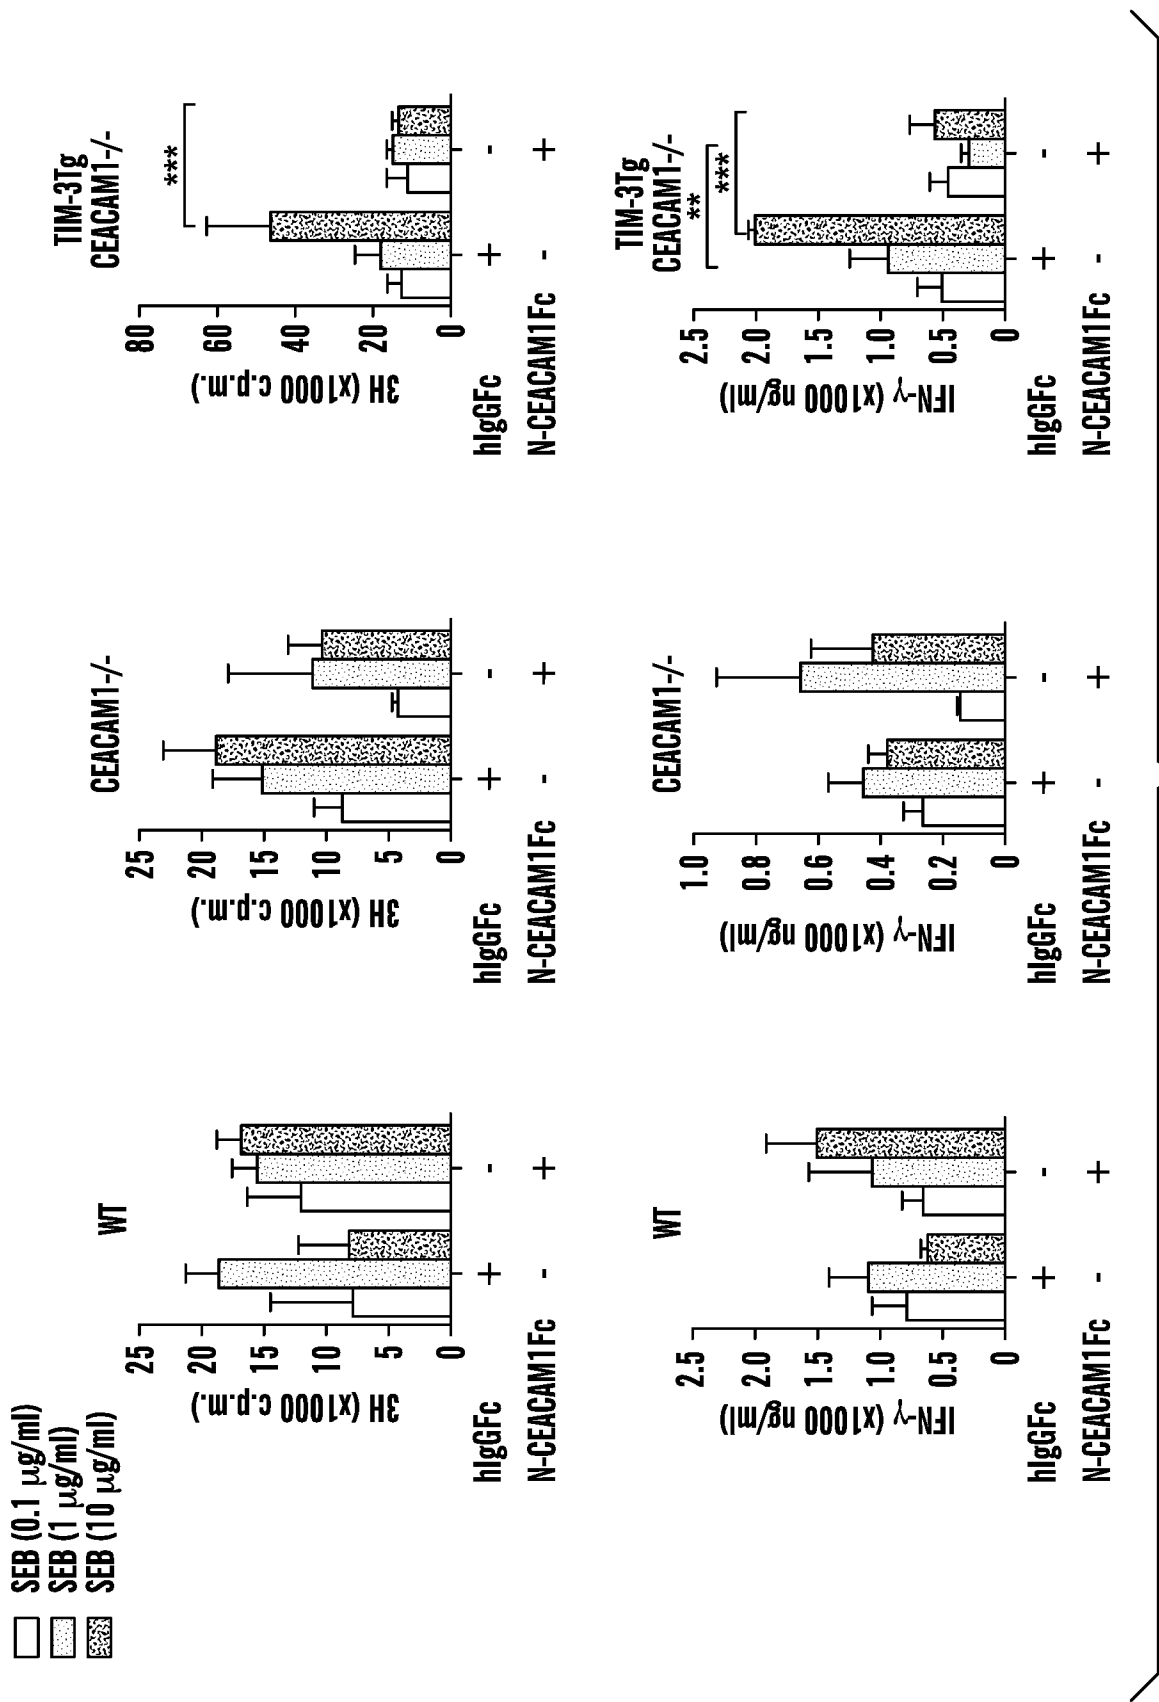 SEB (0.1 μg/ml)
SEB (1 μg/ml)
SEB (10 μg/ml)
WT
3H (x1000 c.p.m.)
25
20
15
10
5
0
hIgGFc + -
N-CEACAM1Fc - +
CEACAM1-/-
3H (x1000 c.p.m.)
25
20
15
10
5
0
hIgGFc + -
N-CEACAM1Fc - +
TIM-3Tg
CEACAM1-/-
***
3H (x1000 c.p.m.)
80
60
40
20
0
hIgGFc + -
N-CEACAM1Fc - +
WT
IFN-γ (x1000 ng/ml)
2.5
2.0
1.5
1.0
0.5
0
hIgGFc + -
N-CEACAM1Fc - +
CEACAM1-/-
IFN-γ (x1000 ng/ml)
1.0
0.8
0.6
0.4
0.2
0
hIgGFc + -
N-CEACAM1Fc - +
TIM-3Tg
CEACAM1-/-
**
***
IFN-γ (x1000 ng/ml)
2.5
2.0
1.5
1.0
0.5
0
hIgGFc + -
N-CEACAM1Fc - +